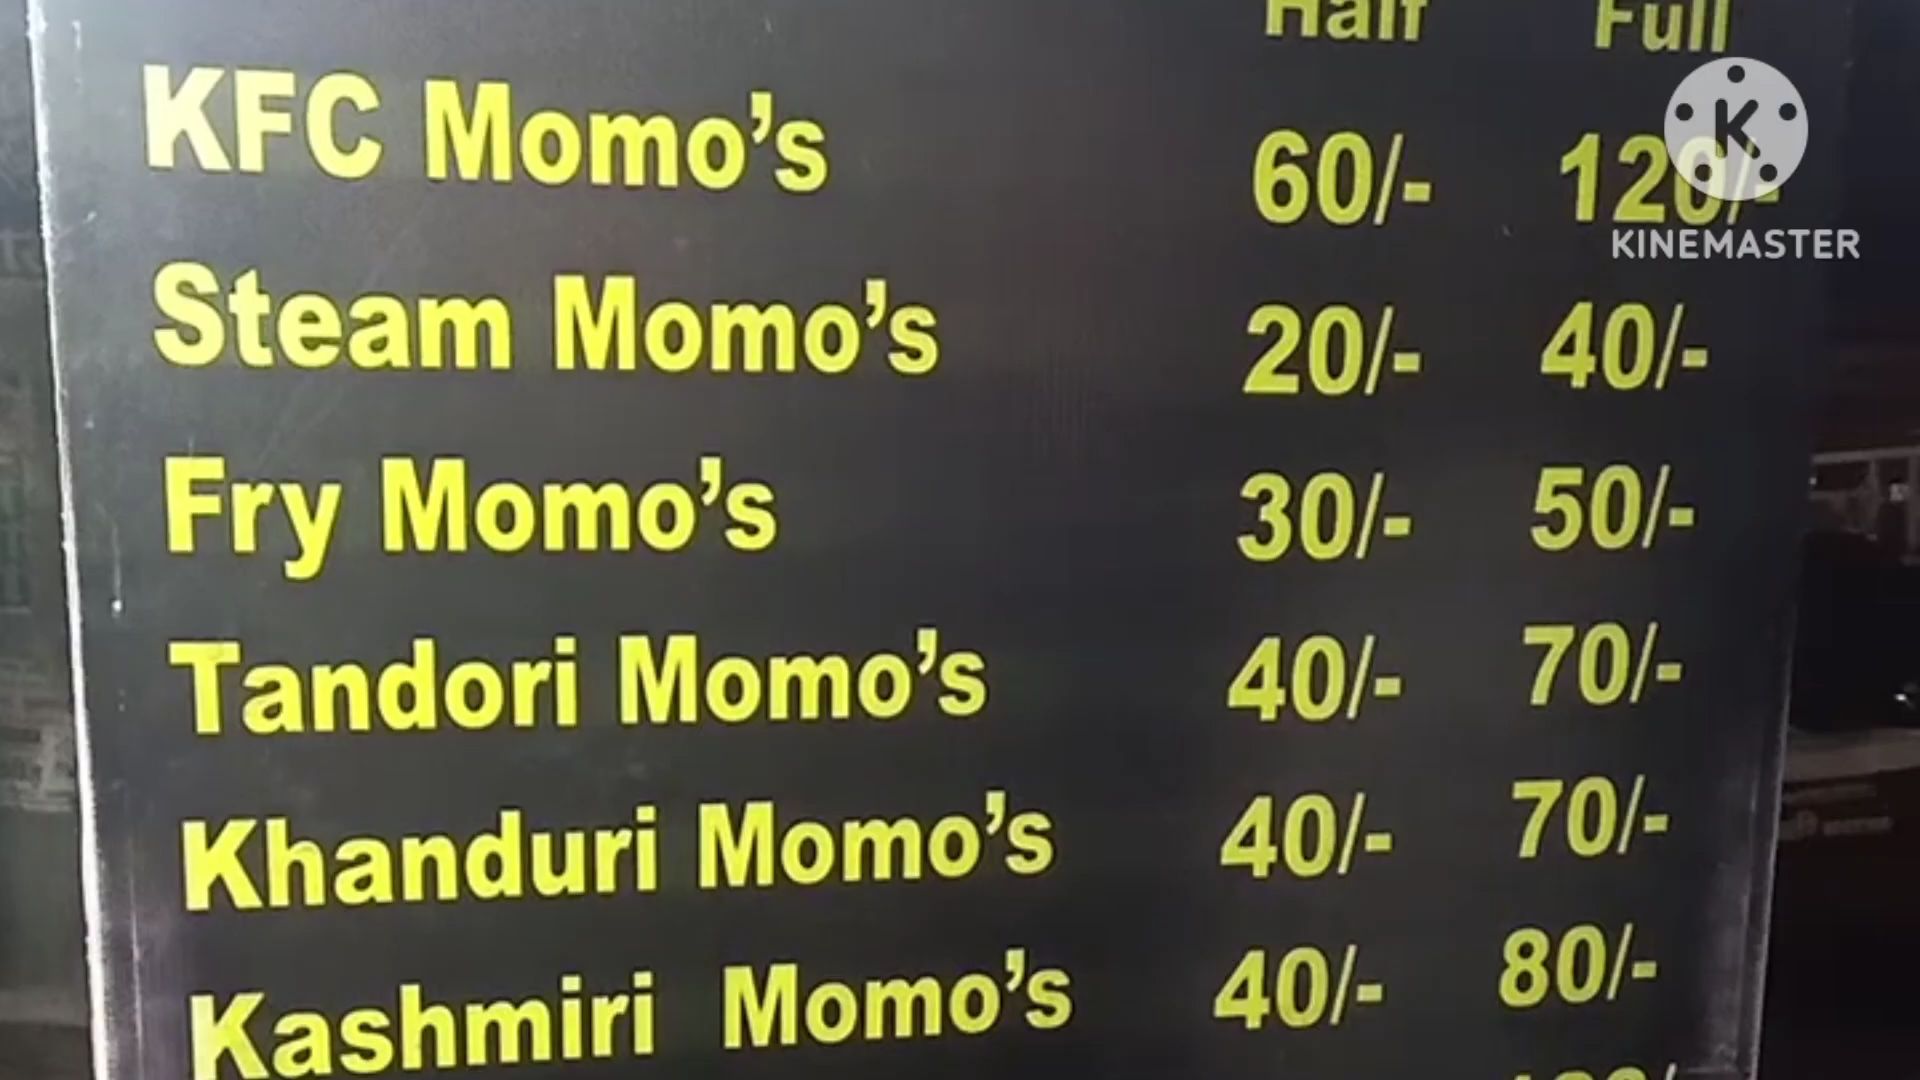 Half Full
KFC Momo's 60/- 120/-
KINEMASTER
Steam Momo's 20/- 40/-
Fry Momo's 30/- 50/-
Tandori Momo's 40/- 70/-
Khanduri Momo's 40/- 70/-
Kashmiri Momo's 40/- 80/-